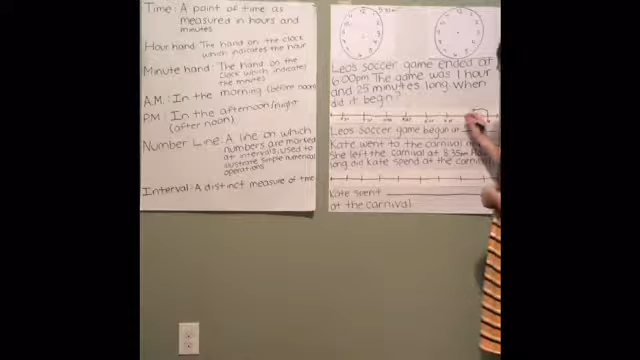 Time: A point of time as
measured in hours and
minutes
Hour hand: The hand on the clock
which indicates the hour
Minute hand: The hand on the
clock which indicates
the minutes
A.M.: In the morning (before noon)
P.M: In the afternoon/night
(after noon)
Number Line: A line on which
numbers are marked
at intervals, used to
illustrate simple numerical
operations
Interval: A distinct measure of time
Leo's soccer game ended at
6:00pm The game was 1 hour
and 25 minutes long. When
did it begin?
Leo's soccer game began at
Kate went to the carnival
She left the carnival at 8:35
long did Kate spend at the carnival
Kate spent
at the carnival